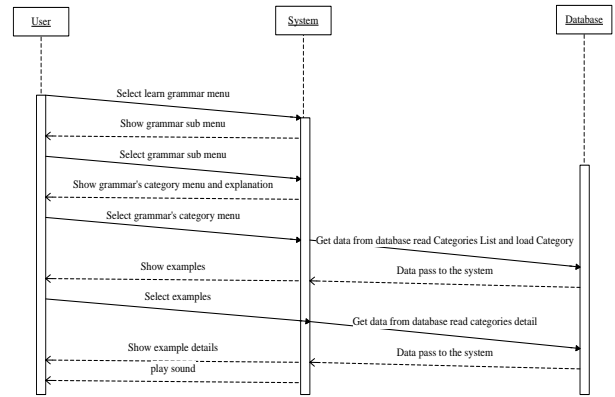 User
System
Database
Select learn grammar menu
Show grammar sub menu
Select grammar sub menu
Show grammar's category menu and explanation
Select grammar's category menu
Get data from database read Categories List and load Category
Show examples
Data pass to the system
Select examples
Get data from database read categories detail
Show example details
Data pass to the system
play sound